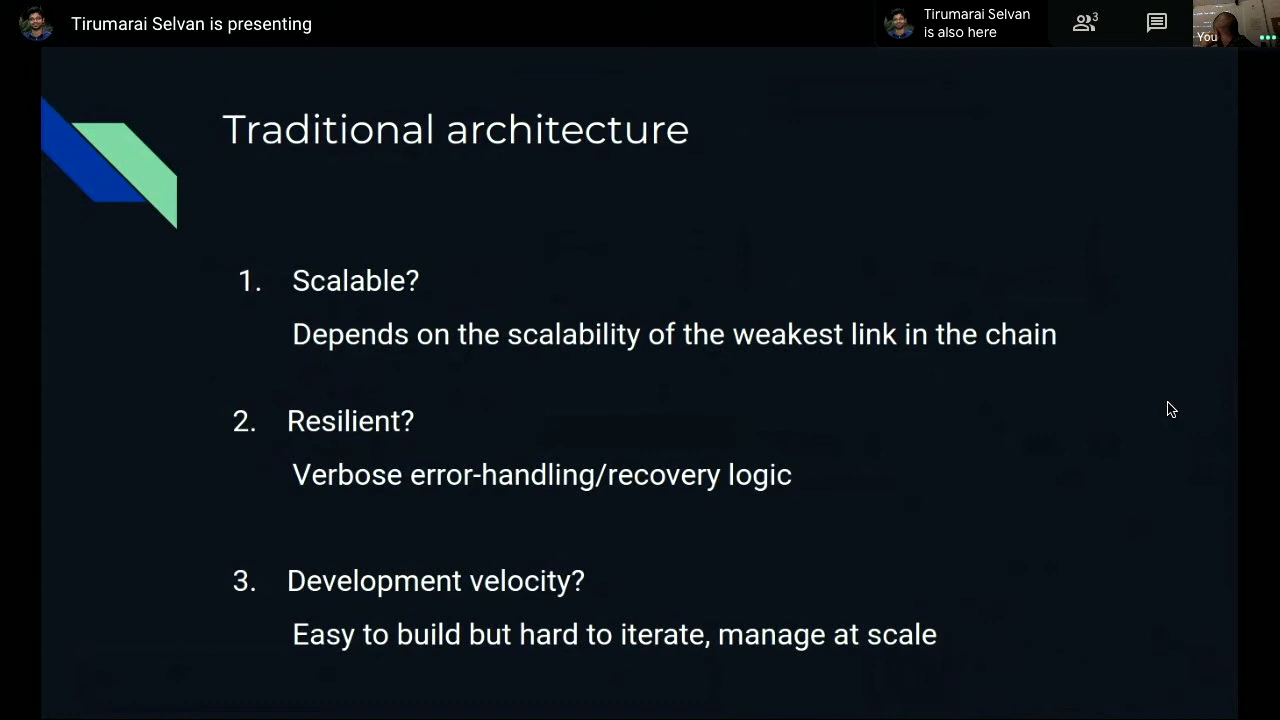 Tirumarai Selvan is presenting
Tirumarai Selvan
is also here
3
You
Traditional architecture
1. Scalable?
Depends on the scalability of the weakest link in the chain
2. Resilient?
Verbose error-handling/recovery logic
3. Development velocity?
Easy to build but hard to iterate, manage at scale